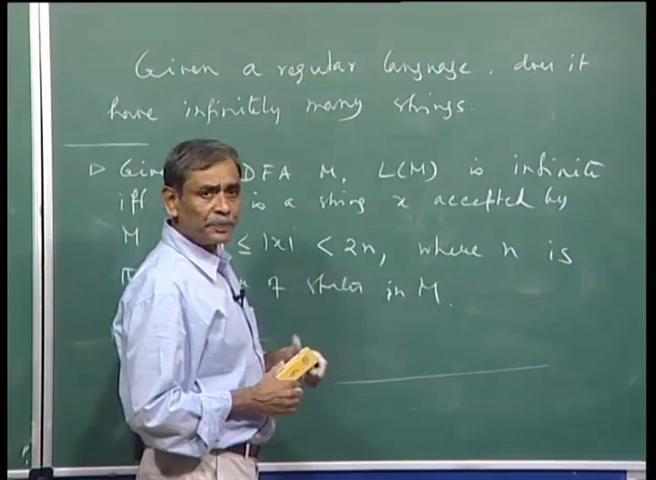 Given a regular language. does it
have infinitely many strings.
▷ Given DFA M, L(M) is infinite
iff is a string x accepted by
M ≤ |x| < 2n, where n is
of states in M.